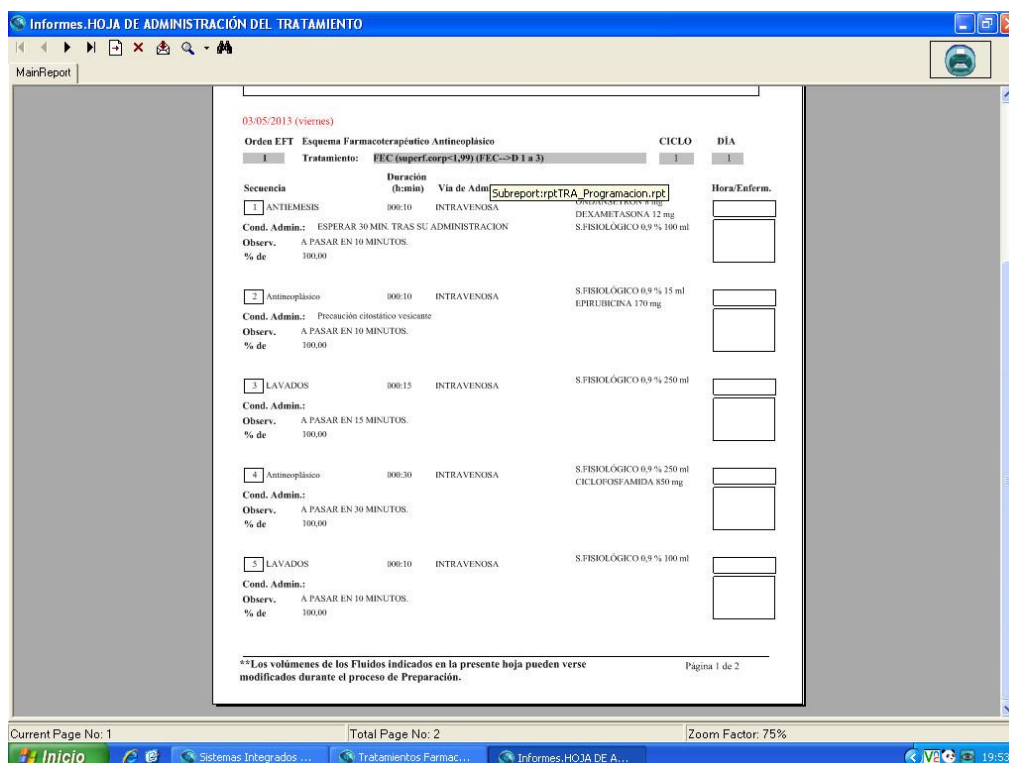 Informes.HOJA DE ADMINISTRACIÓN DEL TRATAMIENTO
MainReport
03/05/2013 (viernes)
Orden EFT Esquema Farmacoterapéutico Antineoplásico CICLO DÍA
1 Tratamiento: FEC (superf.corp<1,99) (FEC-->D 1 a 3) 1 1
Duración
Secuencia (h:min) Vía de Adm Hora/Enferm.
Subreport:rptTRA_Programacion.rpt
1 ANTIEMESIS 000:10 INTRAVENOSA ONDANSETRON 8 mg
DEXAMETASONA 12 mg
Cond. Admin.: ESPERAR 30 MIN. TRAS SU ADMINISTRACION S.FISIOLÓGICO 0,9 % 100 ml
Observ. A PASAR EN 10 MINUTOS.
% de 100,00
S.FISIOLÓGICO 0,9 % 15 ml
2 Antineoplásico 000:10 INTRAVENOSA EPIRUBICINA 170 mg
Cond. Admin.: Precaución citostático vesicante
Observ. A PASAR EN 10 MINUTOS.
% de 100,00
3 LAVADOS 000:15 INTRAVENOSA S.FISIOLÓGICO 0,9 % 250 ml
Cond. Admin.:
Observ. A PASAR EN 15 MINUTOS.
% de 100,00
S.FISIOLÓGICO 0,9 % 250 ml
4 Antineoplásico 000:30 INTRAVENOSA CICLOFOSFAMIDA 850 mg
Cond. Admin.:
Observ. A PASAR EN 30 MINUTOS.
% de 100,00
5 LAVADOS 000:10 INTRAVENOSA S.FISIOLÓGICO 0,9 % 100 ml
Cond. Admin.:
Observ. A PASAR EN 10 MINUTOS.
% de 100,00
**Los volúmenes de los Fluidos indicados en la presente hoja pueden verse Página 1 de 2
modificados durante el proceso de Preparación.
Current Page No: 1 Total Page No: 2 Zoom Factor: 75%
Inicio Sistemas Integrados ... Tratamientos Farmac... Informes.HOJA DE A... 19:53